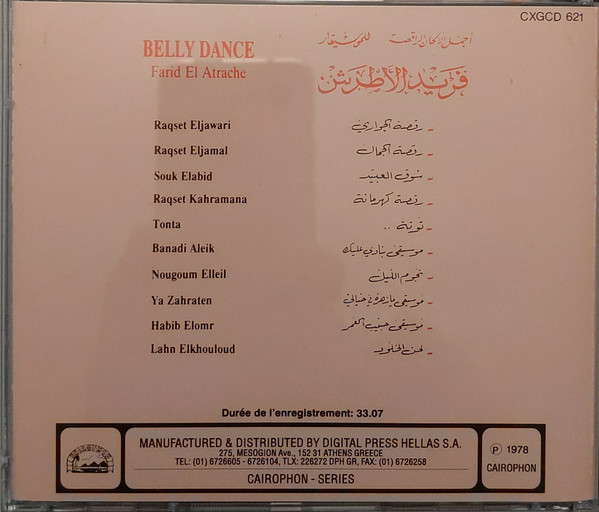 CXGCD 621
BELLY DANCE
Farid El Atrache
أجمل الألحان الراقصة للموسيقار
فريد الأطرش
Raqset Eljawari - رقصة الجواري
Raqset Eljamal - رقصة الجمال
Souk Elabid - سوق العبيد
Raqset Kahramana - رقصة كهرمانة
Tonta - توتة ..
Banadi Aleik - موسيقى بنادي عليك
Nougoum Elleil - نجوم الليل
Ya Zahraten - موسيقى يا زهرة في خيالي
Habib Elomr - موسيقى حبيب العمر
Lahn Elkhouloud - لحن الخلود
Durée de l'enregistrement: 33.07
MANUFACTURED & DISTRIBUTED BY DIGITAL PRESS HELLAS S.A.
275, MESOGION Ave., 152 31 ATHENS GREECE
TEL: (01) 6726605 - 6726104, TLX: 226272 DPH GR, FAX: (01) 6726258
CAIROPHON - SERIES
Ⓟ 1978
CAIROPHON